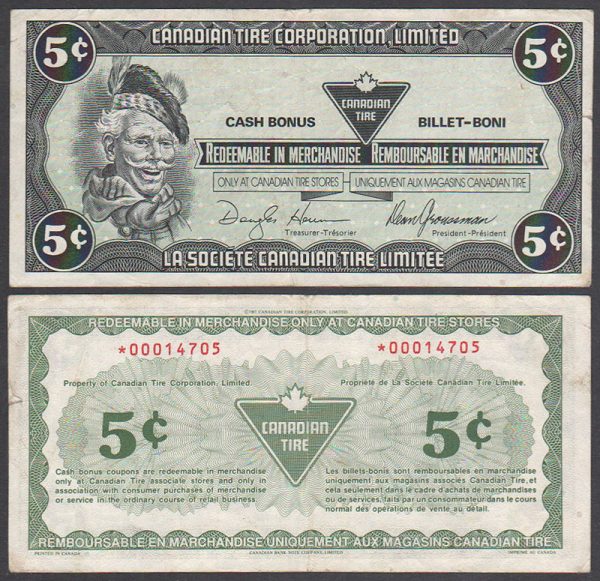 5¢ CANADIAN TIRE CORPORATION, LIMITED 5¢
CANADIAN
TIRE
CASH BONUS BILLET-BONI
REDEEMABLE IN MERCHANDISE REMBOURSABLE EN MARCHANDISE
ONLY AT CANADIAN TIRE STORES UNIQUEMENT AUX MAGASINS CANADIAN TIRE
Dean Groussman
Treasurer-Trésorier President-Président
5¢ LA SOCIÉTÉ CANADIAN TIRE LIMITÉE 5¢
CANADIAN TIRE CORPORATION, LIMITED
REDEEMABLE IN MERCHANDISE ONLY AT CANADIAN TIRE STORES
*00014705 *00014705
Property of Canadian Tire Corporation, Limited. Propriété de La Société Canadian Tire Limitée.
5¢ CANADIAN TIRE 5¢
Cash bonus coupons are redeemable in merchandise
only at Canadian Tire associate stores and only in
association with consumer purchases of merchandise
or service in the ordinary course of retail business.
Les billets-bonis sont remboursables en marchandise
uniquement aux magasins associés Canadian Tire, et
cela seulement dans le cadre d'achats de marchandises
ou de services, faits par un consommateur dans le cours
normal des opérations de vente au détail.
REMBOURSABLE EN MARCHANDISE UNIQUEMENT AUX MAGASINS CANADIAN TIRE
PRINTED IN CANADA CANADIAN BANK NOTE COMPANY, LIMITED IMPRIMÉ AU CANADA